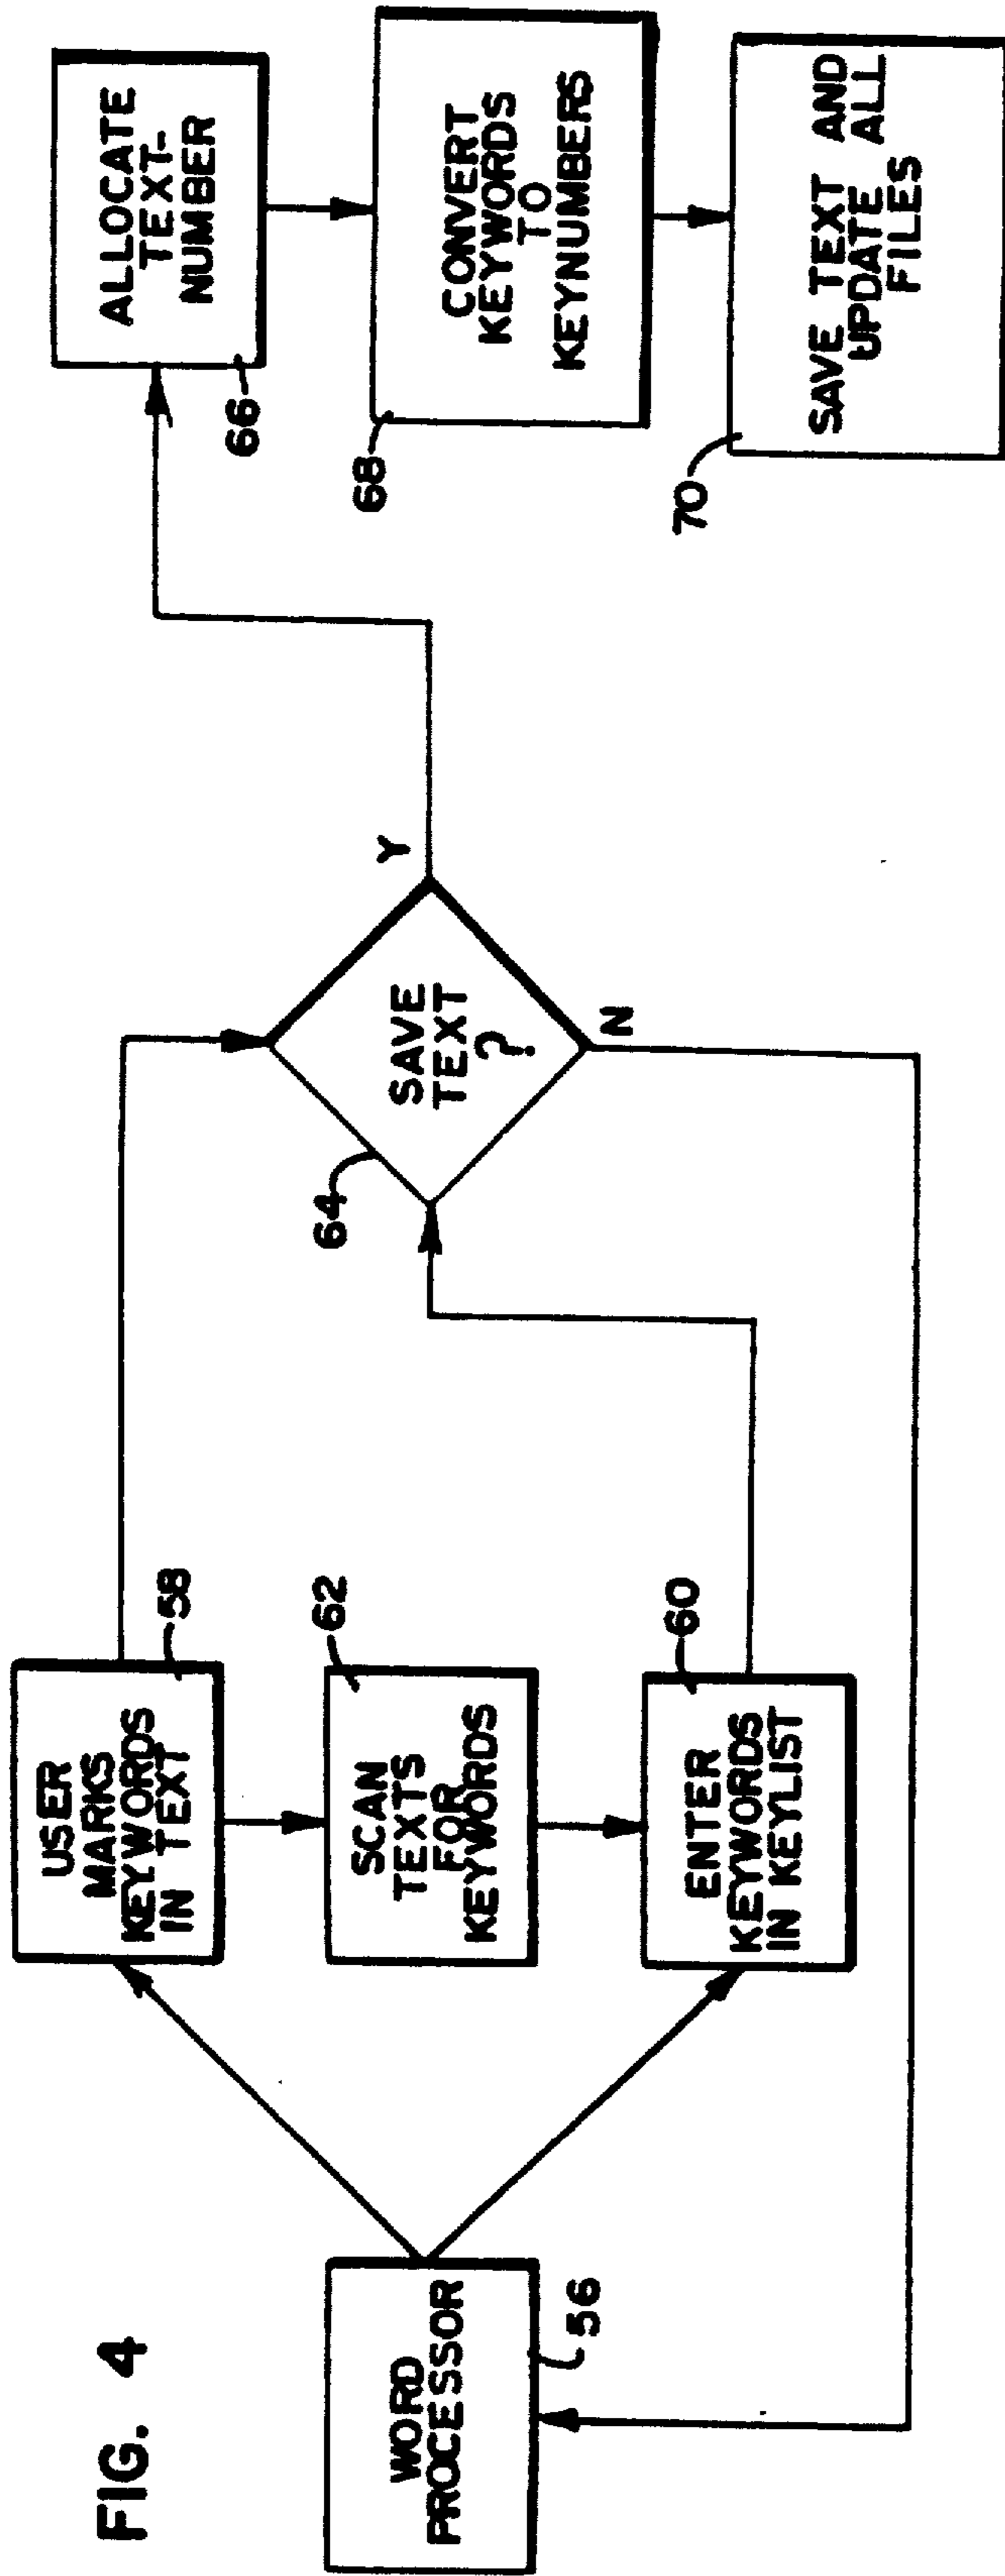 FIG. 4
WORD
PROCESSOR
56
USER
MARKS
KEYWORDS
IN TEXT
58
SCAN
TEXTS
FOR
KEYWORDS
62
ENTER
KEYWORDS
IN KEYLIST
60
SAVE
TEXT
?
64
Y
N
ALLOCATE
TEXT-
NUMBER
66
CONVERT
KEYWORDS
TO
KEYNUMBERS
68
SAVE TEXT AND
UPDATE ALL
FILES
70